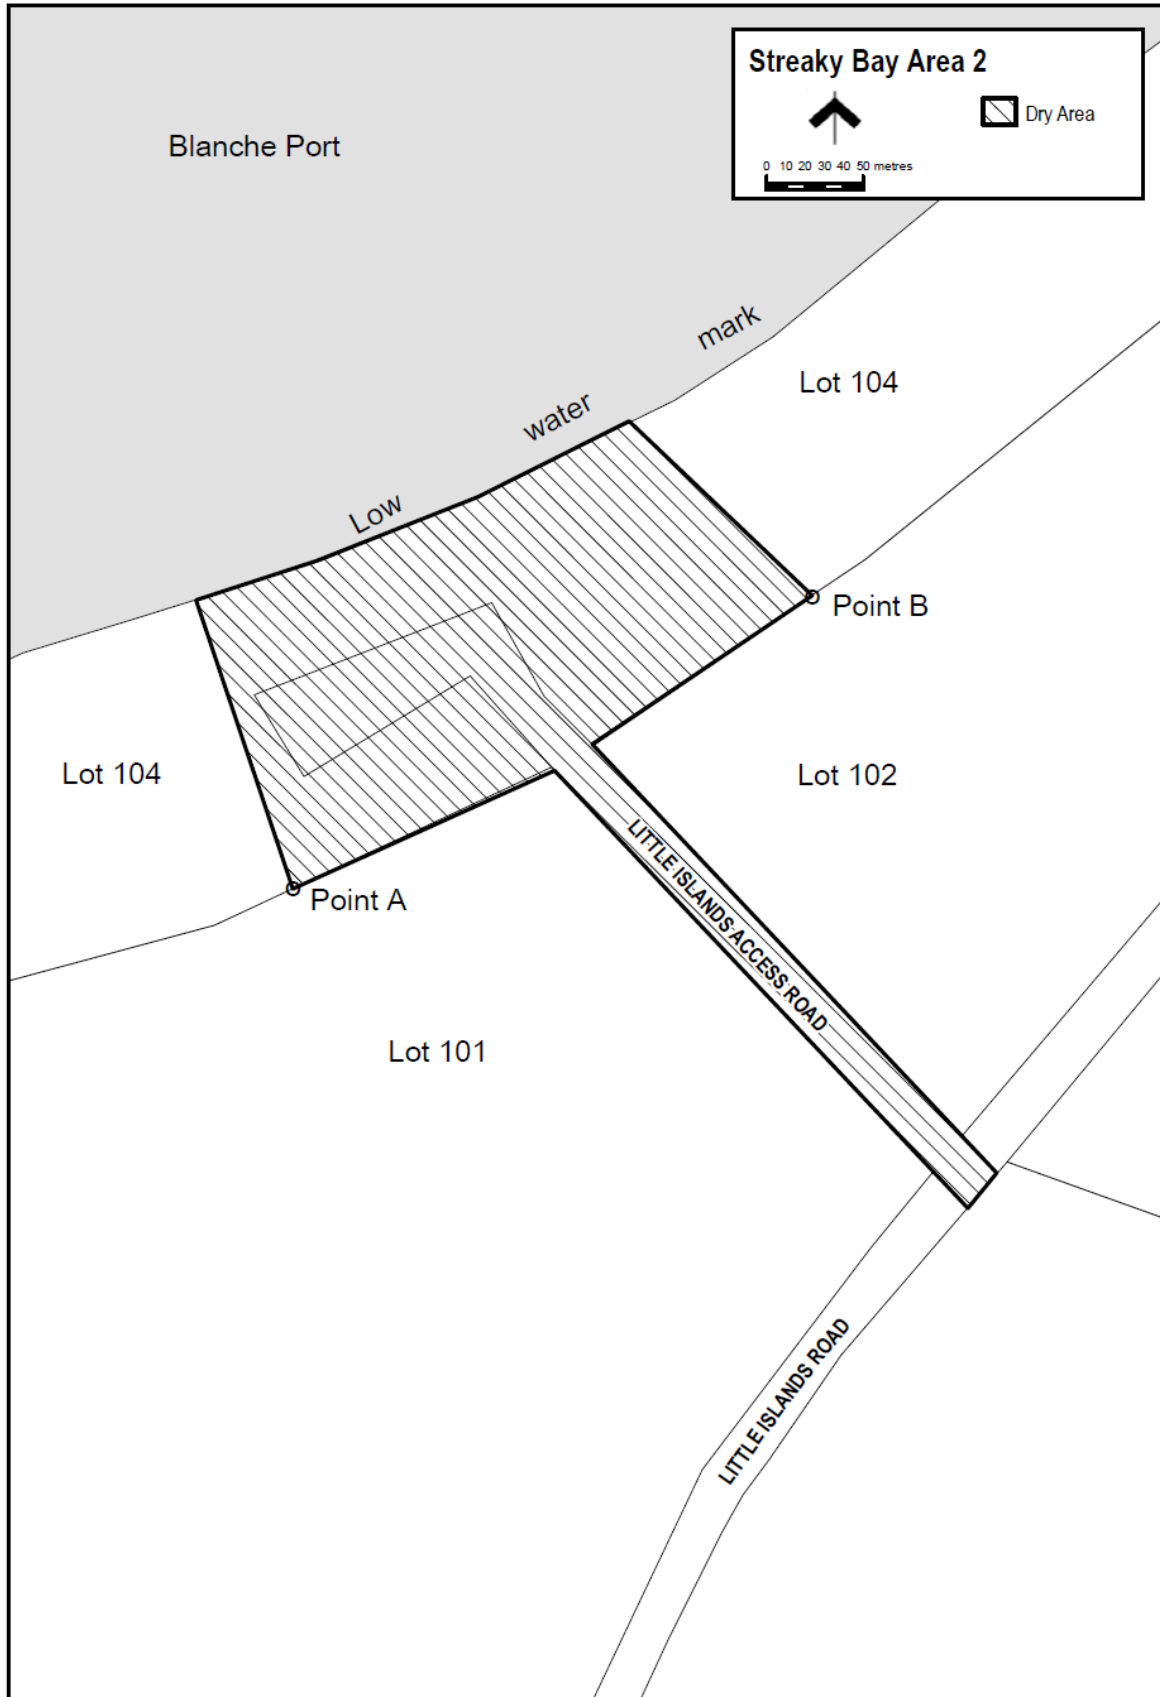 Streaky Bay Area 2
Dry Area
0 10 20 30 40 50 metres
Blanche Port
Low water mark
Lot 104
Point B
Lot 104
Lot 102
LITTLE ISLANDS ACCESS ROAD
Point A
Lot 101
LITTLE ISLANDS ROAD